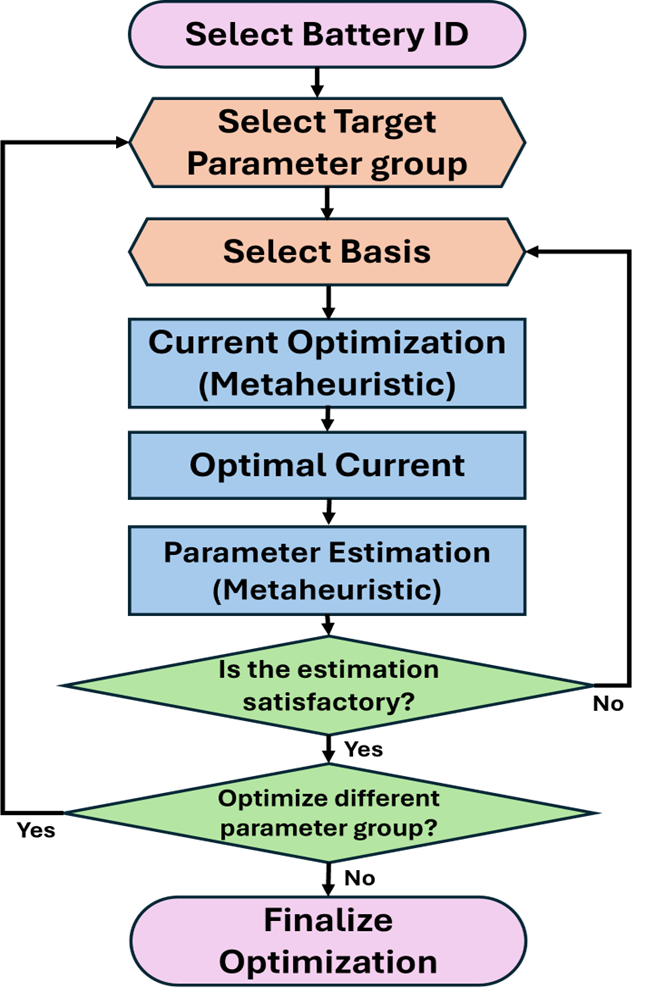 Select Battery ID
Select Target
Parameter group
Select Basis
Current Optimization
(Metaheuristic)
Optimal Current
Parameter Estimation
(Metaheuristic)
Is the estimation
satisfactory?
No
Yes
Optimize different
parameter group?
Yes
No
Finalize
Optimization